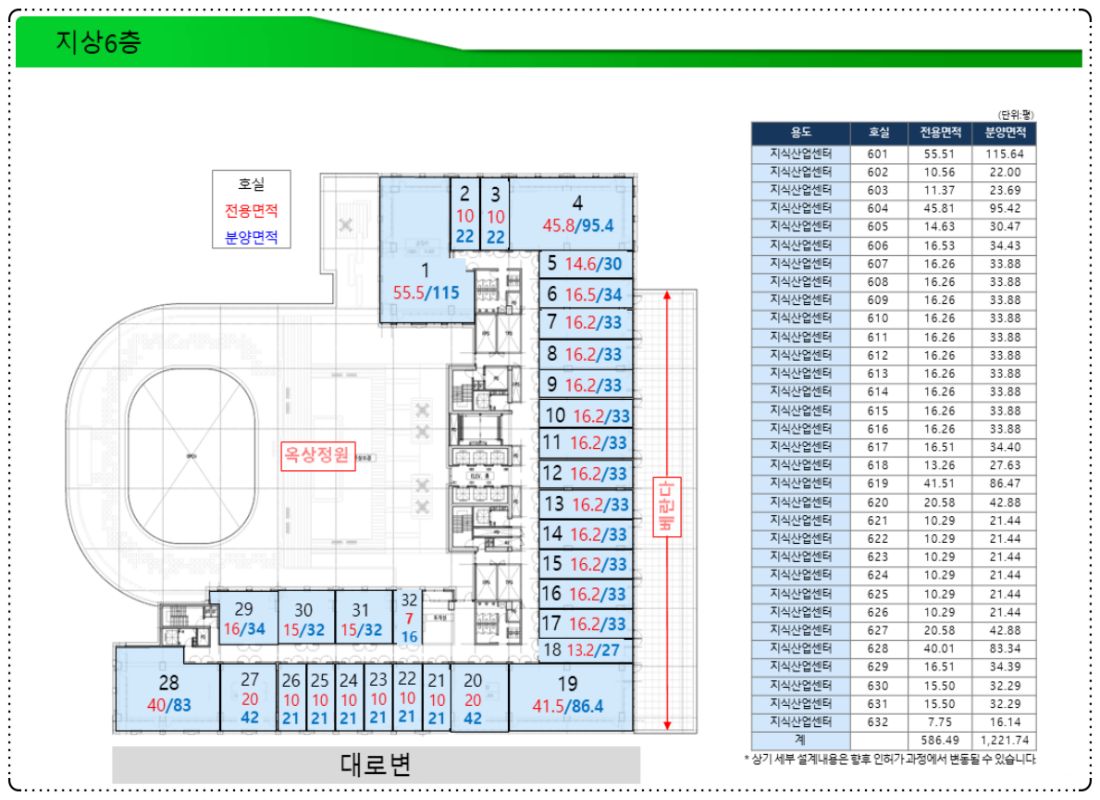 지상6층
호실
전용면적
분양면적
1
55.5/115
2
10
22
3
10
22
4
45.8/95.4
5 14.6/30
6 16.5/34
7 16.2/33
8 16.2/33
9 16.2/33
10 16.2/33
11 16.2/33
12 16.2/33
13 16.2/33
14 16.2/33
15 16.2/33
16 16.2/33
17 16.2/33
18 13.2/27
19
41.5/86.4
20
20
42
21
10
21
22
10
21
23
10
21
24
10
21
25
10
21
26
10
21
27
20
42
28
40/83
29
16/34
30
15/32
31
15/32
32
7
16
옥상정원
베란다
대로변
(단위:평)
용도 호실 전용면적 분양면적
지식산업센터 601 55.51 115.64
지식산업센터 602 10.56 22.00
지식산업센터 603 11.37 23.69
지식산업센터 604 45.81 95.42
지식산업센터 605 14.63 30.47
지식산업센터 606 16.53 34.43
지식산업센터 607 16.26 33.88
지식산업센터 608 16.26 33.88
지식산업센터 609 16.26 33.88
지식산업센터 610 16.26 33.88
지식산업센터 611 16.26 33.88
지식산업센터 612 16.26 33.88
지식산업센터 613 16.26 33.88
지식산업센터 614 16.26 33.88
지식산업센터 615 16.26 33.88
지식산업센터 616 16.26 33.88
지식산업센터 617 16.51 34.40
지식산업센터 618 13.26 27.63
지식산업센터 619 41.51 86.47
지식산업센터 620 20.58 42.88
지식산업센터 621 10.29 21.44
지식산업센터 622 10.29 21.44
지식산업센터 623 10.29 21.44
지식산업센터 624 10.29 21.44
지식산업센터 625 10.29 21.44
지식산업센터 626 10.29 21.44
지식산업센터 627 20.58 42.88
지식산업센터 628 40.01 83.34
지식산업센터 629 16.51 34.39
지식산업센터 630 15.50 32.29
지식산업센터 631 15.50 32.29
지식산업센터 632 7.75 16.14
계 586.49 1,221.74
* 상기 세부 설계내용은 향후 인허가 과정에서 변동될 수 있습니다